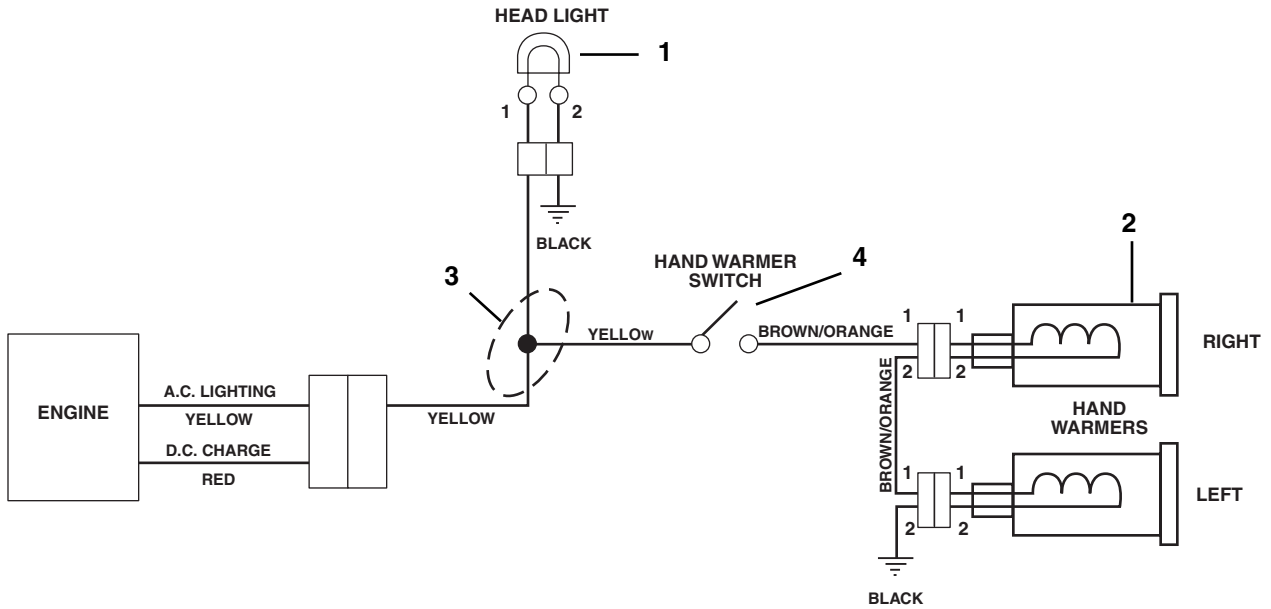 HEAD LIGHT
1
1
2
BLACK
HAND WARMER
SWITCH
4
2
3
YELLOW
BROWN/ORANGE
1
1
2
2
RIGHT
BROWN/ORANGE
HAND
WARMERS
1
1
2
2
LEFT
BLACK
ENGINE
A.C. LIGHTING
YELLOW
D.C. CHARGE
RED
YELLOW